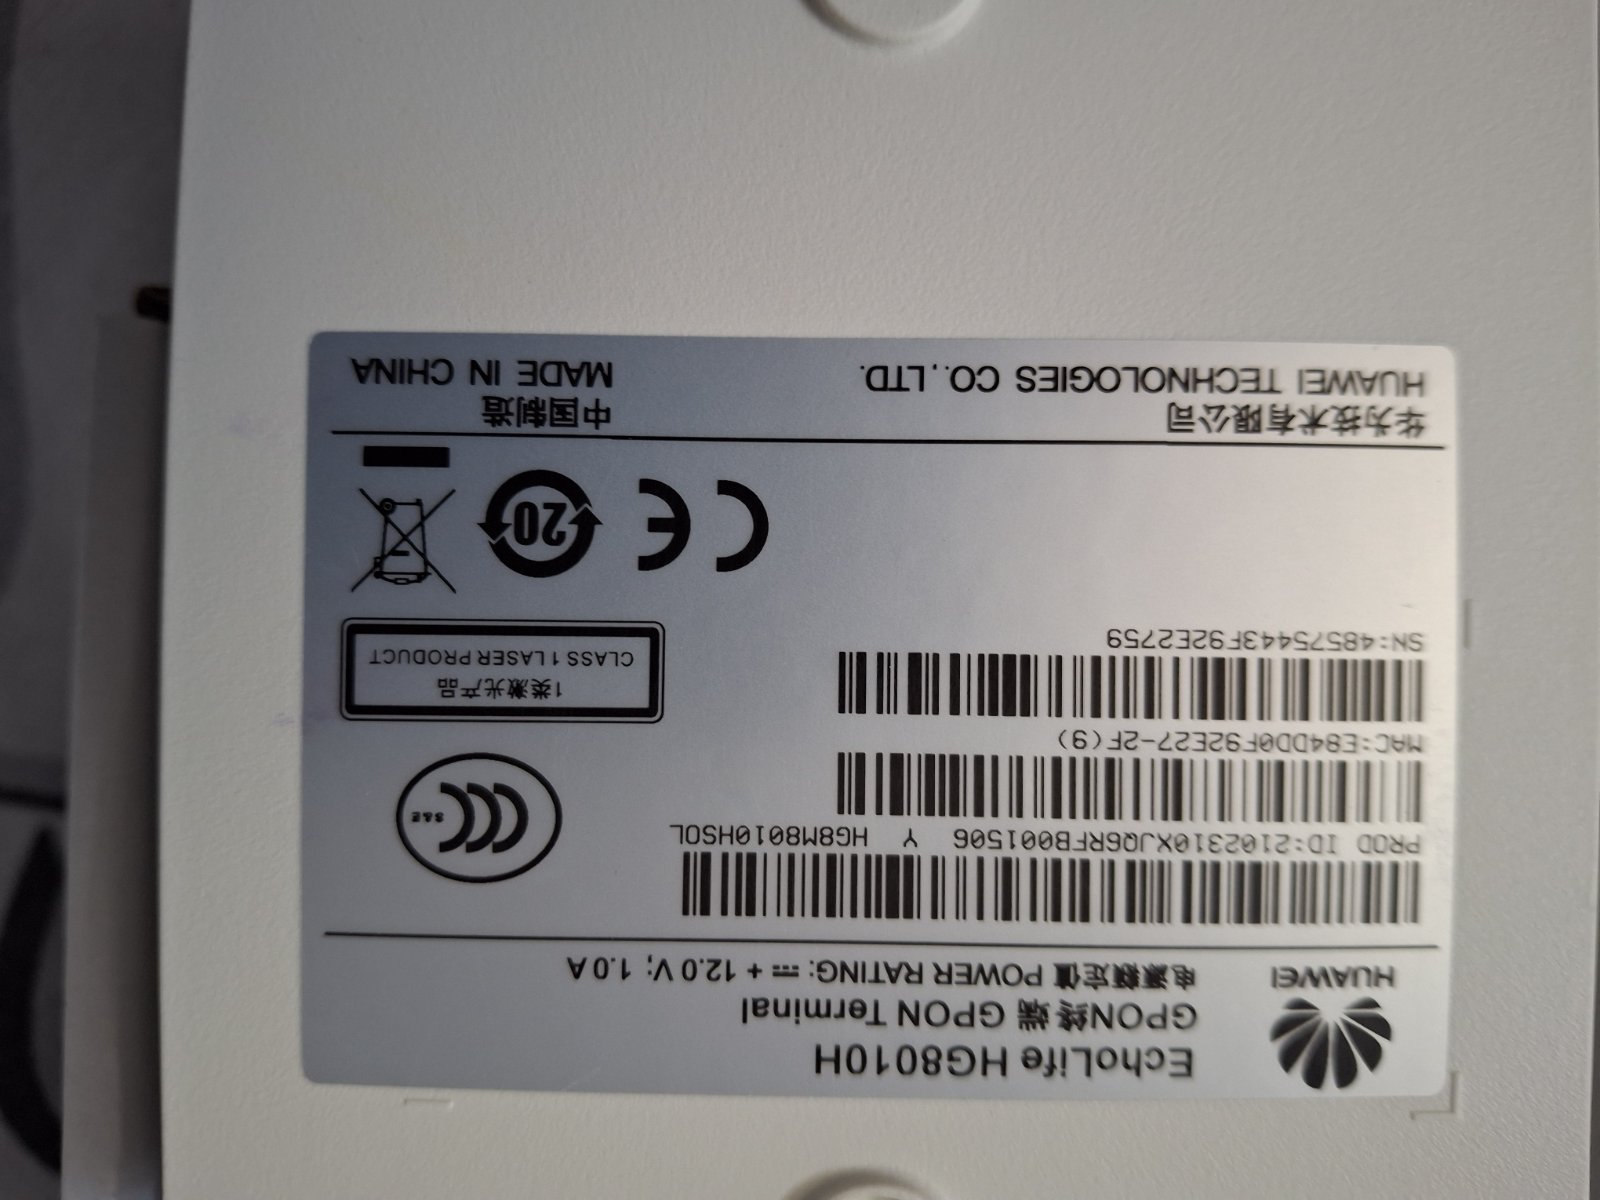 EchoLife HG8010H
GPON终端 GPON Terminal
HUAWEI
电源额定值 POWER RATING: ⎓ + 12.0 V; 1.0 A
PROD ID:2102310XJQ6RFB001506 Y HG8M8010HSOL
MAC:E84DD0F92E27-2F(9)
SN:48575443F92E2759
S&E
1类激光产品
CLASS 1 LASER PRODUCT
CE
20
华为技术有限公司
HUAWEI TECHNOLOGIES CO., LTD.
中国制造
MADE IN CHINA